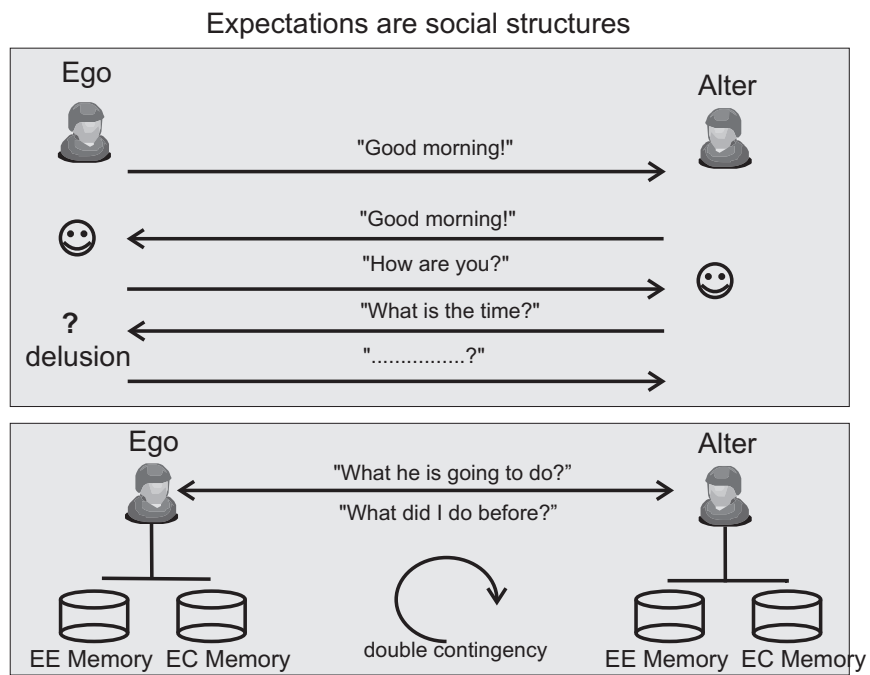 Expectations are social structures
Ego
Alter
"Good morning!"
"Good morning!"
"How are you?"
"What is the time?"
?
delusion
"................?"
Ego
Alter
"What he is going to do?”
"What did I do before?”
double contingency
EE Memory EC Memory
EE Memory EC Memory